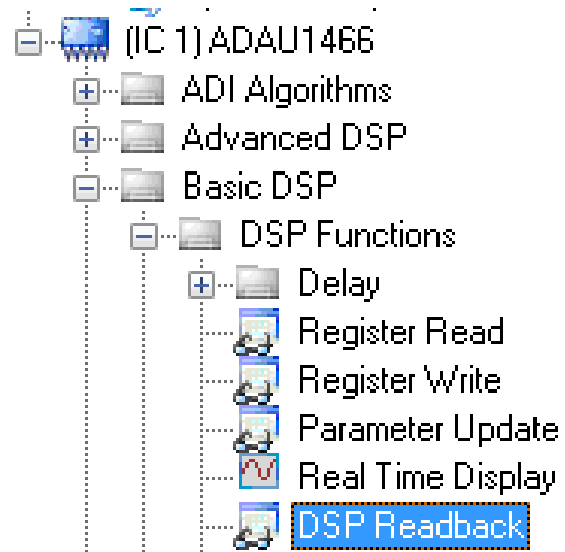 (IC 1) ADAU1466
ADI Algorithms
Advanced DSP
Basic DSP
DSP Functions
Delay
Register Read
Register Write
Parameter Update
Real Time Display
DSP Readback